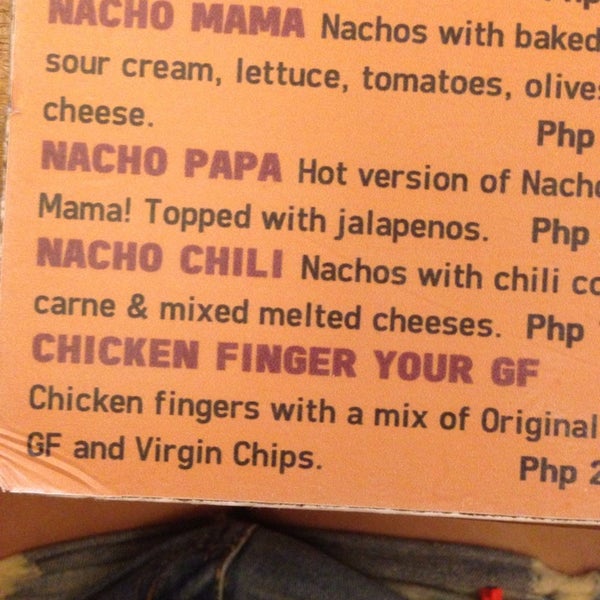 NACHO MAMA Nachos with baked
sour cream, lettuce, tomatoes, olives
cheese.
Php
NACHO PAPA Hot version of Nacho
Mama! Topped with jalapenos. Php
NACHO CHILI Nachos with chili co
carne & mixed melted cheeses. Php
CHICKEN FINGER YOUR GF
Chicken fingers with a mix of Original
GF and Virgin Chips.
Php 2